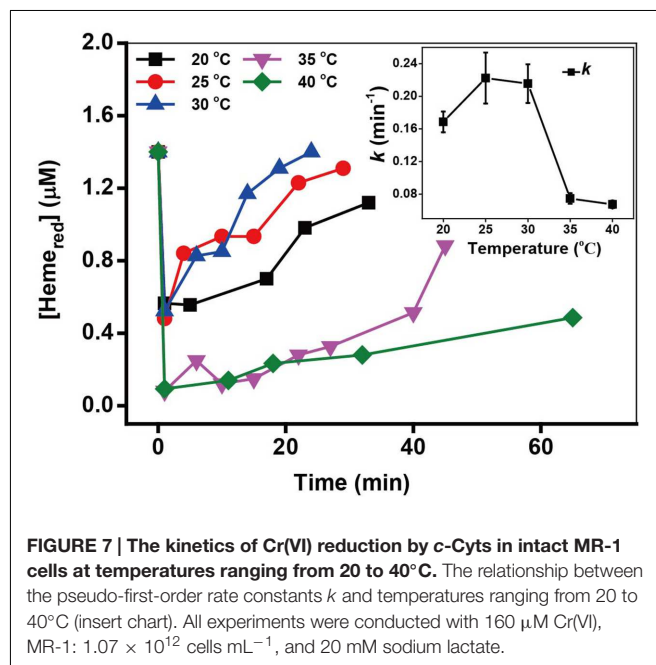 2.0
1.6
1.2
0.8
0.4
0.0
[Heme_red] (μM)
20 °C
25 °C
30 °C
35 °C
40 °C
0.24
0.20
0.16
0.12
0.08
k (min⁻¹)
k
20 25 30 35 40
Temperature (°C)
0 20 40 60
Time (min)
FIGURE 7 | The kinetics of Cr(VI) reduction by c-Cyts in intact MR-1
cells at temperatures ranging from 20 to 40°C. The relationship between
the pseudo-first-order rate constants k and temperatures ranging from 20 to
40°C (insert chart). All experiments were conducted with 160 μM Cr(VI),
MR-1: 1.07 × 10¹² cells mL⁻¹, and 20 mM sodium lactate.